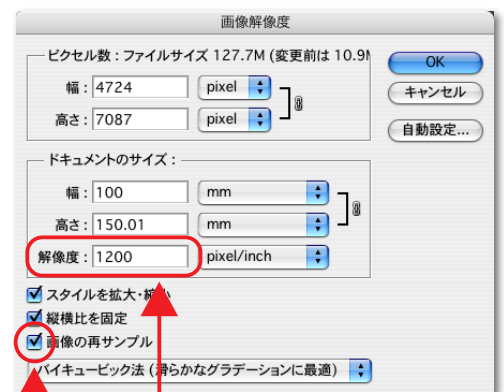 画像解像度
ピクセル数 : ファイルサイズ 127.7M (変更前は 10.9M
OK
幅 : 4724 pixel
キャンセル
高さ : 7087 pixel
自動設定...
ドキュメントのサイズ :
幅 : 100 mm
高さ : 150.01 mm
解像度 : 1200 pixel/inch
スタイルを拡大・縮小
縦横比を固定
画像の再サンプル
バイキュービック法 (滑らかなグラデーションに最適)